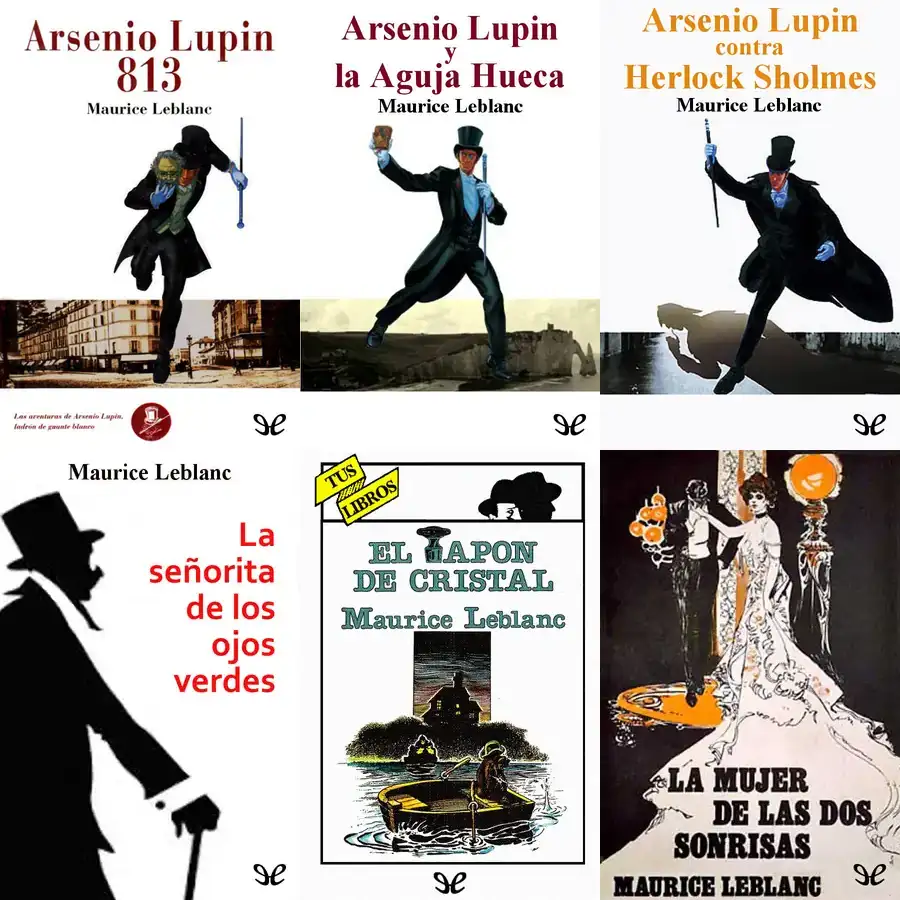 Arsenio Lupin
813
Maurice Leblanc
Las aventuras de Arsenio Lupin,
ladrón de guante blanco
Arsenio Lupin
y
la Aguja Hueca
Maurice Leblanc
Arsenio Lupin
contra
Herlock Sholmes
Maurice Leblanc
Maurice Leblanc
La
señorita
de los
ojos
verdes
TUS
LIBROS
EL TAPON
DE CRISTAL
Maurice Leblanc
LA MUJER
DE LAS DOS
SONRISAS
MAURICE LEBLANC